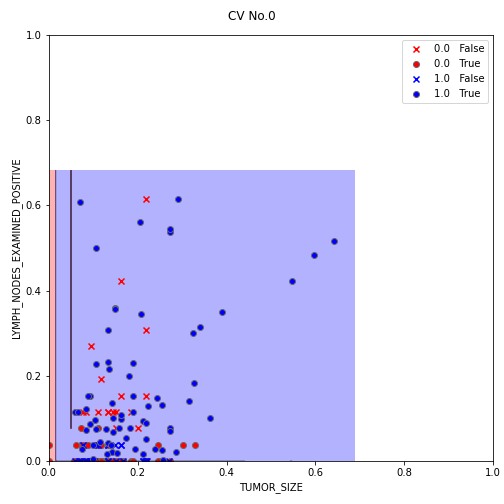 CV No.0
1.0
0.8
0.6
0.4
0.2
0.0
LYMPH_NODES_EXAMINED_POSITIVE
0.0 False
0.0 True
1.0 False
1.0 True
0.0 0.2 0.4 0.6 0.8 1.0
TUMOR_SIZE